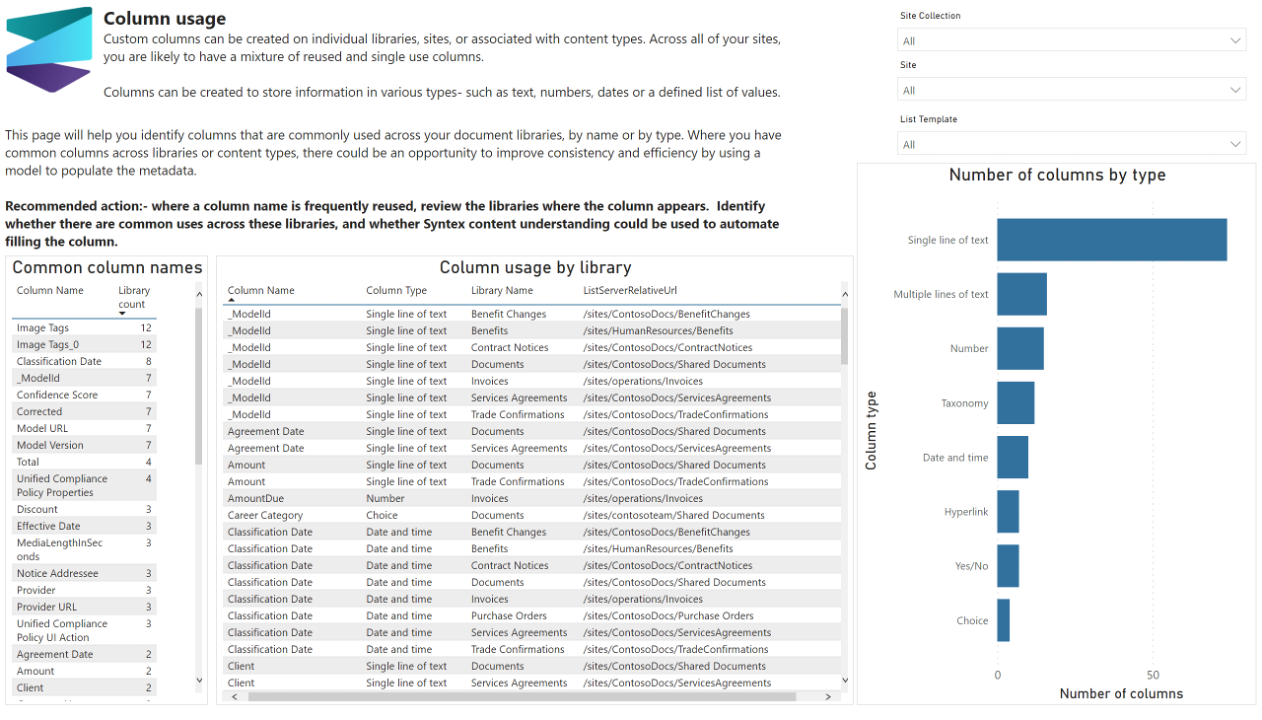 Column usage
Custom columns can be created on individual libraries, sites, or associated with content types. Across all of your sites,
you are likely to have a mixture of reused and single use columns.
Columns can be created to store information in various types- such as text, numbers, dates or a defined list of values.
This page will help you identify columns that are commonly used across your document libraries, by name or by type. Where you have
common columns across libraries or content types, there could be an opportunity to improve consistency and efficiency by using a
model to populate the metadata.
Recommended action:- where a column name is frequently reused, review the libraries where the column appears. Identify
whether there are common uses across these libraries, and whether Syntex content understanding could be used to automate
filling the column.
Site Collection
All
Site
All
List Template
All
Common column names
Column Name Library
count
Image Tags 12
Image Tags_0 12
Classification Date 8
_ModelId 7
Confidence Score 7
Corrected 7
Model URL 7
Model Version 7
Total 4
Unified Compliance 4
Policy Properties
Discount 3
Effective Date 3
MediaLengthInSec 3
onds
Notice Addressee 3
Provider 3
Provider URL 3
Unified Compliance 3
Policy UI Action
Agreement Date 2
Amount 2
Client 2
Column usage by library
Column Name Column Type Library Name ListServerRelativeUrl
_ModelId Single line of text Benefit Changes /sites/ContosoDocs/BenefitChanges
_ModelId Single line of text Benefits /sites/HumanResources/Benefits
_ModelId Single line of text Contract Notices /sites/ContosoDocs/ContractNotices
_ModelId Single line of text Documents /sites/ContosoDocs/Shared Documents
_ModelId Single line of text Invoices /sites/operations/Invoices
_ModelId Single line of text Services Agreements /sites/ContosoDocs/ServicesAgreements
_ModelId Single line of text Trade Confirmations /sites/ContosoDocs/TradeConfirmations
Agreement Date Single line of text Documents /sites/ContosoDocs/Shared Documents
Agreement Date Single line of text Services Agreements /sites/ContosoDocs/ServicesAgreements
Amount Single line of text Documents /sites/ContosoDocs/Shared Documents
Amount Single line of text Trade Confirmations /sites/ContosoDocs/TradeConfirmations
AmountDue Number Invoices /sites/operations/Invoices
Career Category Choice Documents /sites/contosoteam/Shared Documents
Classification Date Date and time Benefit Changes /sites/ContosoDocs/BenefitChanges
Classification Date Date and time Benefits /sites/HumanResources/Benefits
Classification Date Date and time Contract Notices /sites/ContosoDocs/ContractNotices
Classification Date Date and time Documents /sites/ContosoDocs/Shared Documents
Classification Date Date and time Invoices /sites/operations/Invoices
Classification Date Date and time Purchase Orders /sites/ContosoDocs/Purchase Orders
Classification Date Date and time Services Agreements /sites/ContosoDocs/ServicesAgreements
Classification Date Date and time Trade Confirmations /sites/ContosoDocs/TradeConfirmations
Client Single line of text Documents /sites/ContosoDocs/Shared Documents
Client Single line of text Services Agreements /sites/ContosoDocs/ServicesAgreements
Number of columns by type
Column type
Single line of text
Multiple lines of text
Number
Taxonomy
Date and time
Hyperlink
Yes/No
Choice
0 50
Number of columns